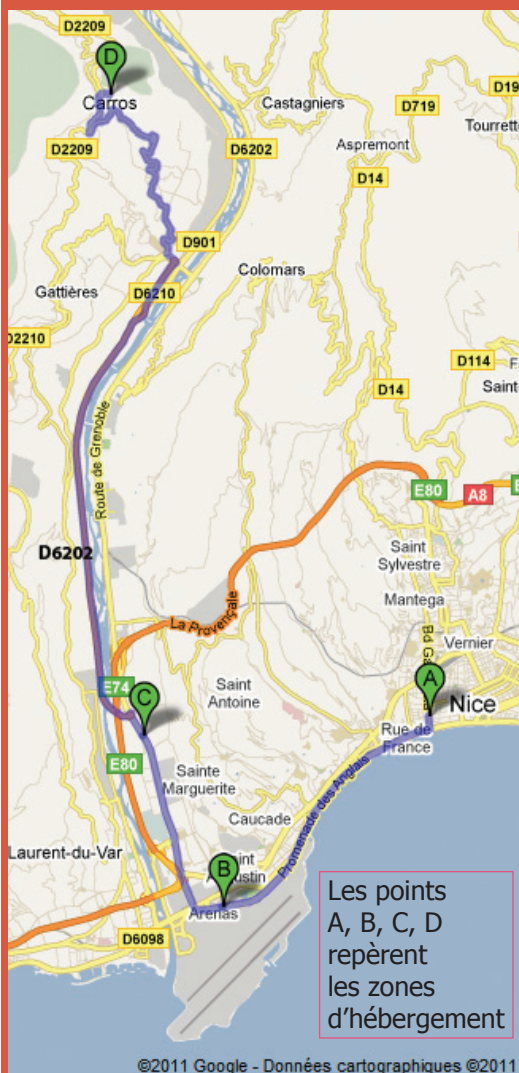 D2209
D
Carros
Castagniers
D19
D719
Tourrett
D2209
D6202
Aspremont
D14
D901
Colomars
Gattières
D6210
D2210
D114
Saint-
D14
Route de Grenoble
E80
A8
E
D6202
Saint
Sylvestre
La Provençale
Mantega
Vernier
Bd Ga
A
E74
C
Saint
Antoine
Nice
Rue de
France
E80
Sainte
Marguerite
Promenade des Anglais
Caucade
Laurent-du-Var
B
Arenas
D6098
Les points
A, B, C, D
repèrent
les zones
d'hébergement
©2011 Google - Données cartographiques ©2011